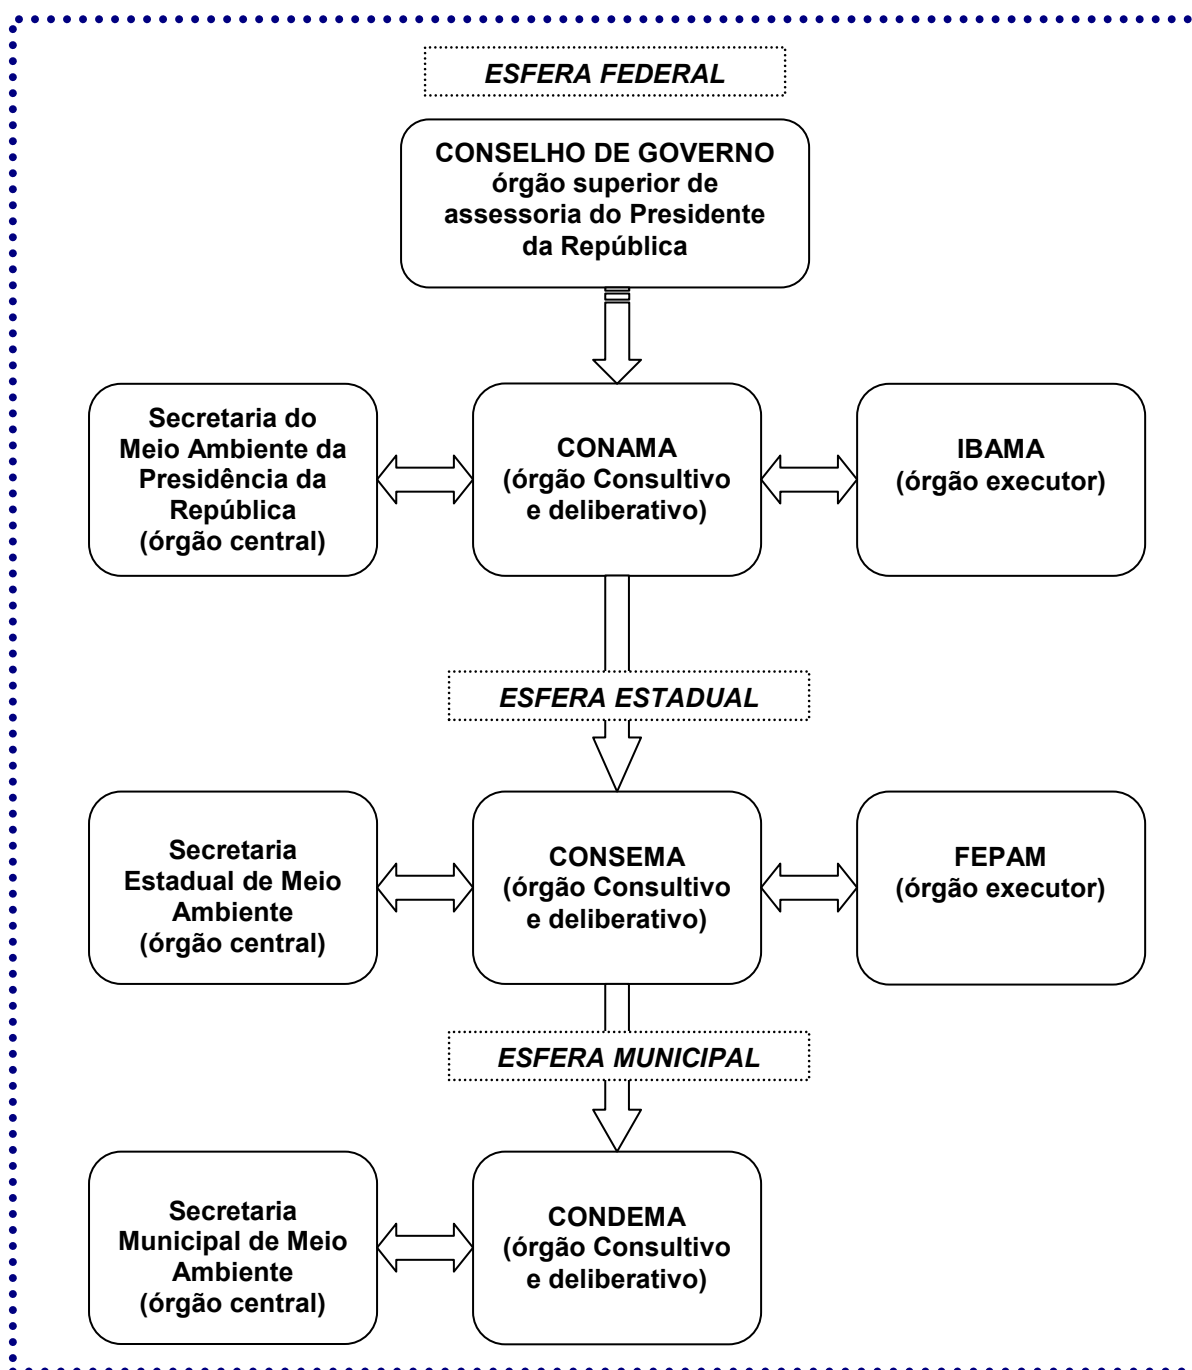 ESFERA FEDERAL
CONSELHO DE GOVERNO
órgão superior de
assessoria do Presidente
da República
Secretaria do
Meio Ambiente da
Presidência da
República
(órgão central)
CONAMA
(órgão Consultivo
e deliberativo)
IBAMA
(órgão executor)
ESFERA ESTADUAL
Secretaria
Estadual de Meio
Ambiente
(órgão central)
CONSEMA
(órgão Consultivo
e deliberativo)
FEPAM
(órgão executor)
ESFERA MUNICIPAL
Secretaria
Municipal de Meio
Ambiente
(órgão central)
CONDEMA
(órgão Consultivo
e deliberativo)